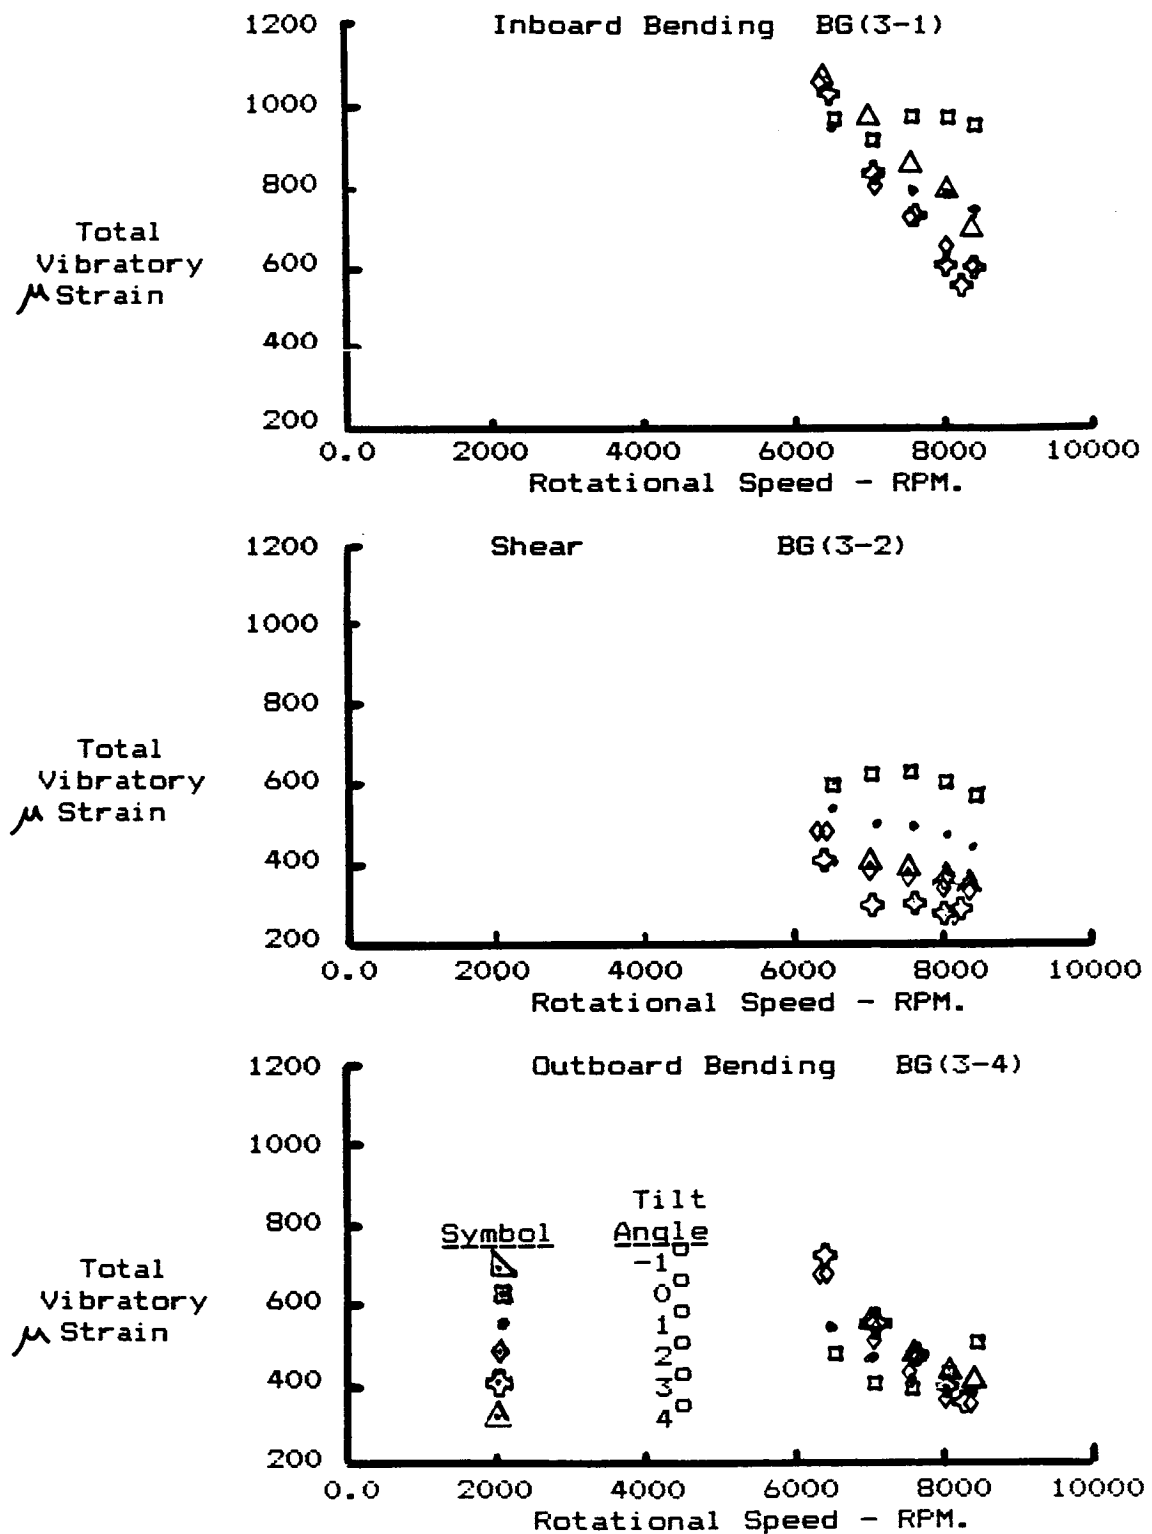 Inboard Bending BG(3-1)
1200
1000
800
600
400
200
Total
Vibratory
μ Strain
0.0 2000 4000 6000 8000 10000
Rotational Speed - RPM.
Shear BG(3-2)
1200
1000
800
600
400
200
Total
Vibratory
μ Strain
0.0 2000 4000 6000 8000 10000
Rotational Speed - RPM.
Outboard Bending BG(3-4)
1200
1000
800
600
400
200
Total
Vibratory
μ Strain
Tilt
Symbol Angle
-1°
0°
1°
2°
3°
4°
0.0 2000 4000 6000 8000 10000
Rotational Speed - RPM.